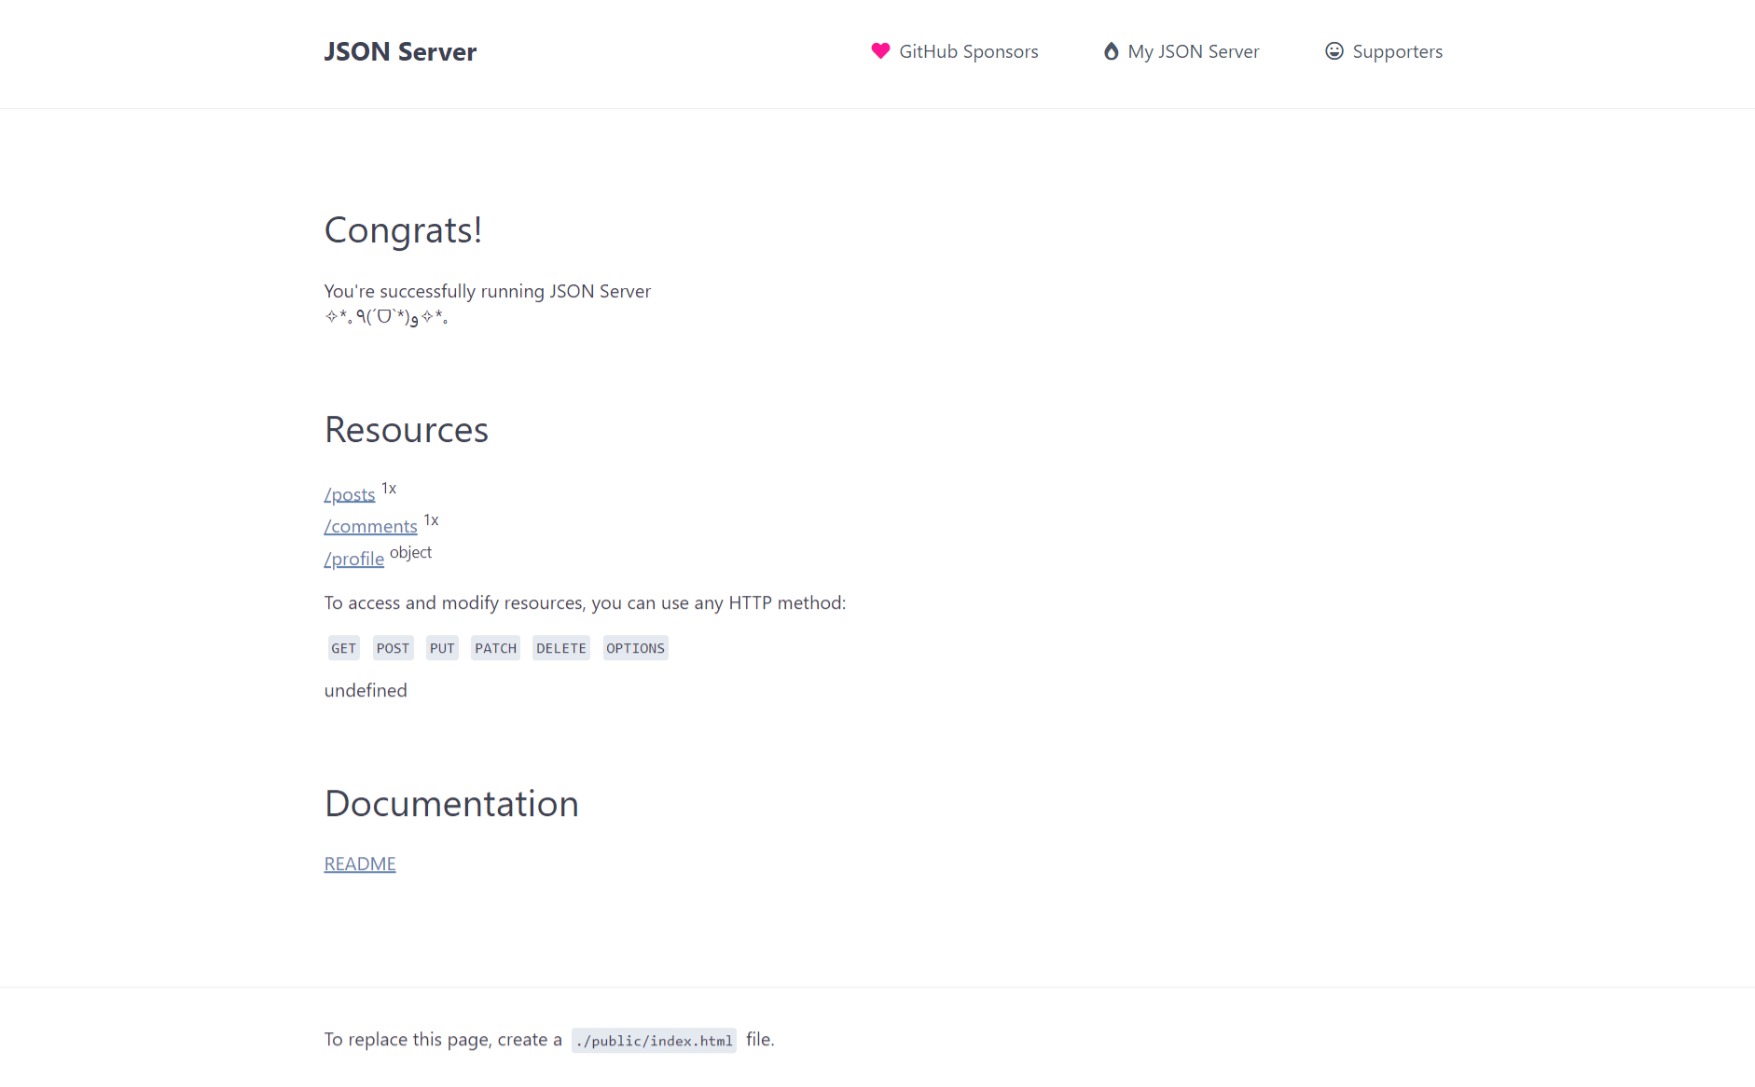 JSON Server
GitHub Sponsors
My JSON Server
Supporters
Congrats!
You're successfully running JSON Server
✧*｡٩(ˊᗜˋ*)و✧*｡
Resources
/posts 1x
/comments 1x
/profile object
To access and modify resources, you can use any HTTP method:
GET POST PUT PATCH DELETE OPTIONS
undefined
Documentation
README
To replace this page, create a ./public/index.html file.